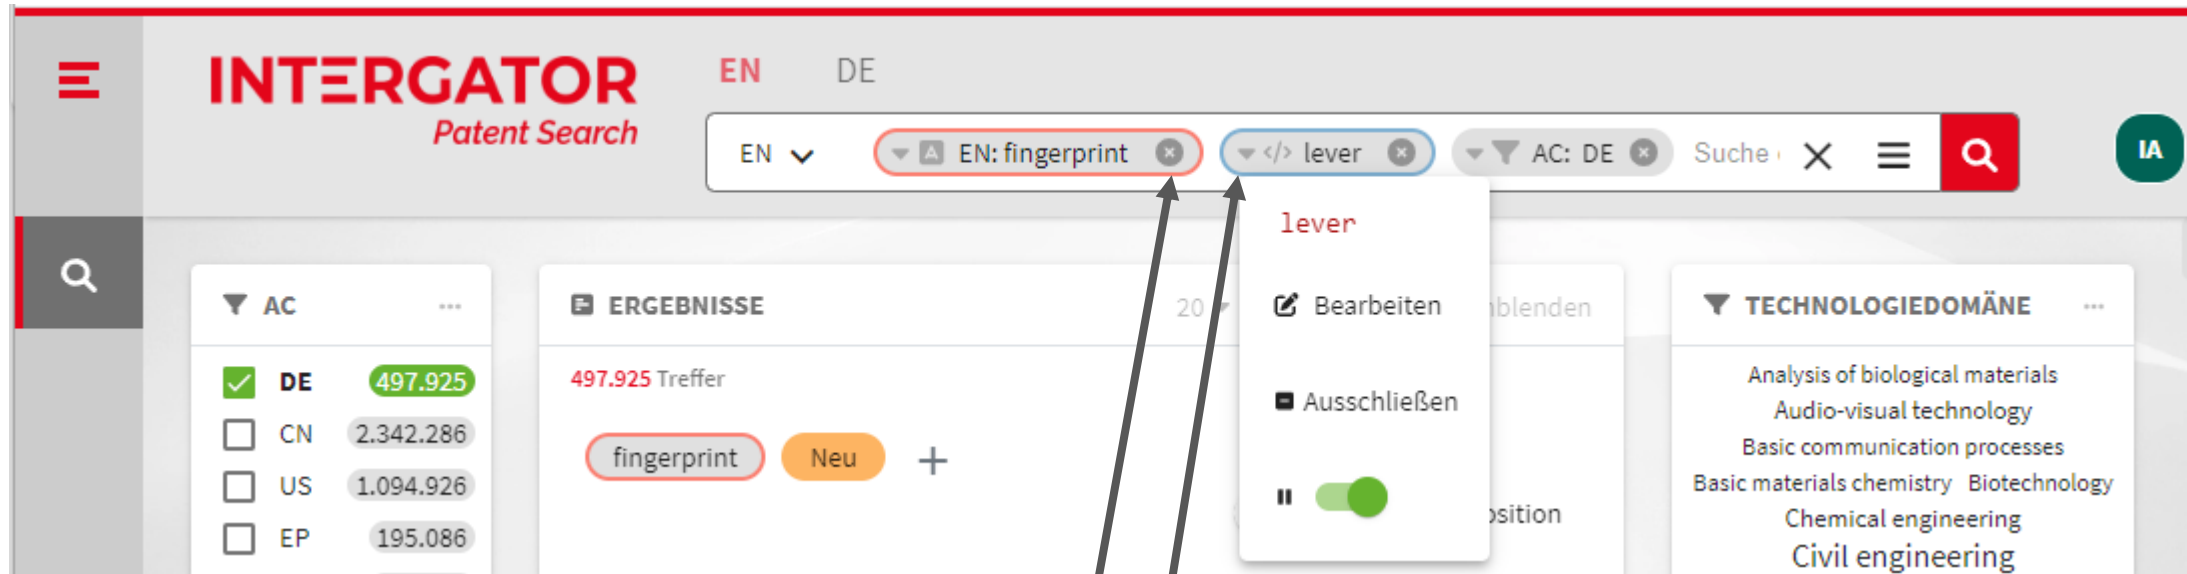 INTERGATOR
Patent Search
EN DE
EN EN: fingerprint lever AC: DE Suche
IA
lever
Bearbeiten
Ausschließen
AC ...
DE 497.925
CN 2.342.286
US 1.094.926
EP 195.086
ERGEBNISSE 20 nblenden
497.925 Treffer
fingerprint Neu +
osition
TECHNOLOGIEDOMÄNE ...
Analysis of biological materials
Audio-visual technology
Basic communication processes
Basic materials chemistry Biotechnology
Chemical engineering
Civil engineering